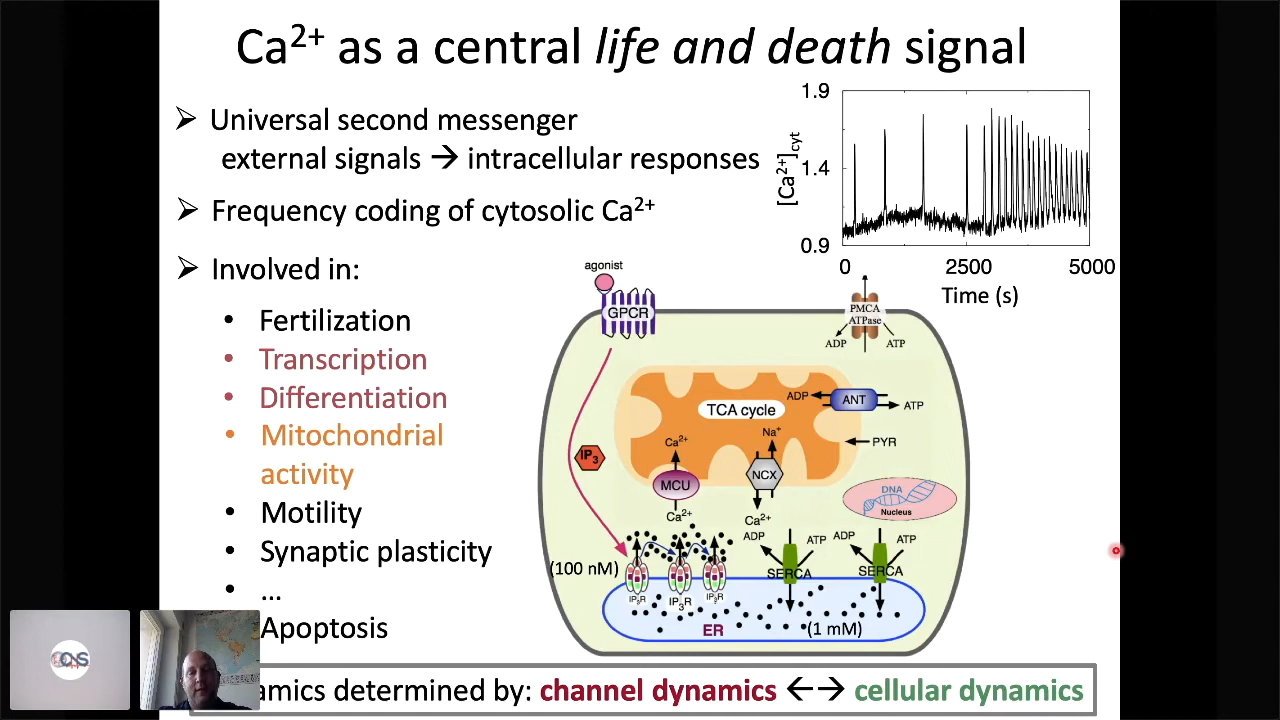 Ca²⁺ as a central life and death signal
➢ Universal second messenger
external signals → intracellular responses
➢ Frequency coding of cytosolic Ca²⁺
➢ Involved in:
• Fertilization
• Transcription
• Differentiation
• Mitochondrial
activity
• Motility
• Synaptic plasticity
• ...
Apoptosis
1.9
1.4
0.9
[Ca²⁺]cyt
0 2500 5000
Time (s)
agonist
GPCR
PMCA
ATPase
ADP ATP
TCA cycle
ADP ANT ATP
PYR
Ca²⁺ Na⁺
IP₃
MCU NCX
Ca²⁺ Ca²⁺
DNA
Nucleus
ADP ATP ADP ATP
(100 nM)
SERCA SERCA
IP₃R IP₃R IP₃R
ER (1 mM)
amics determined by: channel dynamics ←→ cellular dynamics